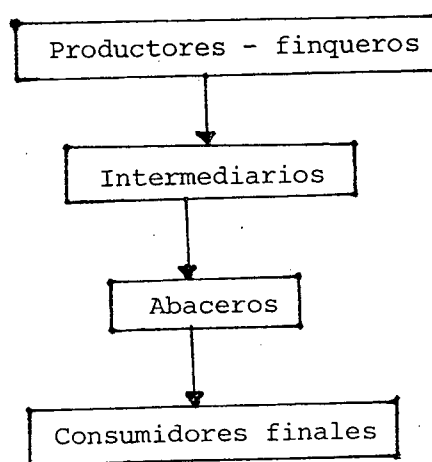 Productores - finqueros
Intermediarios
Abaceros
Consumidores finales